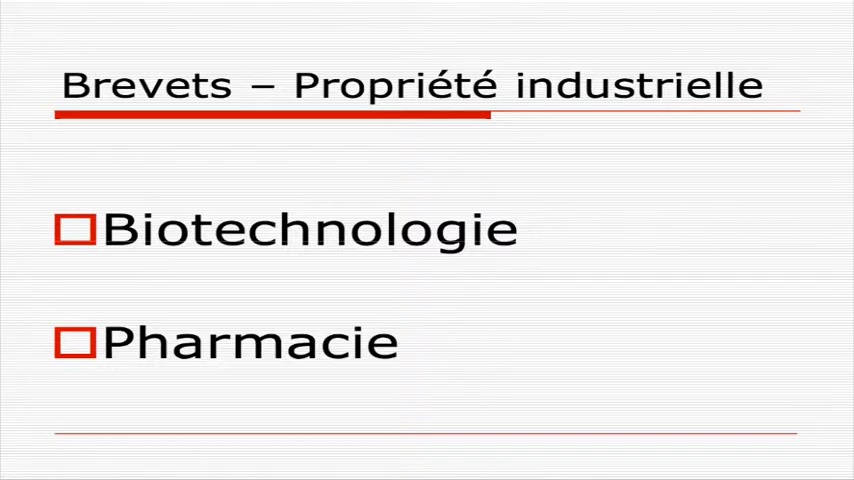 Brevets – Propriété industrielle
Biotechnologie
Pharmacie